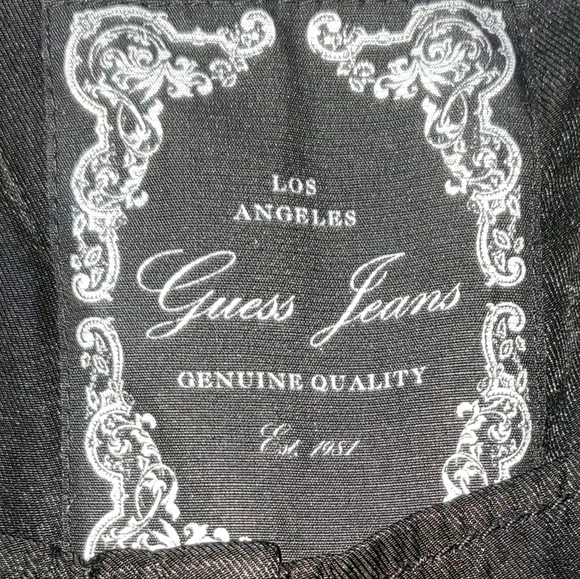 LOS
ANGELES
Guess Jeans
GENUINE QUALITY
Est. 1981